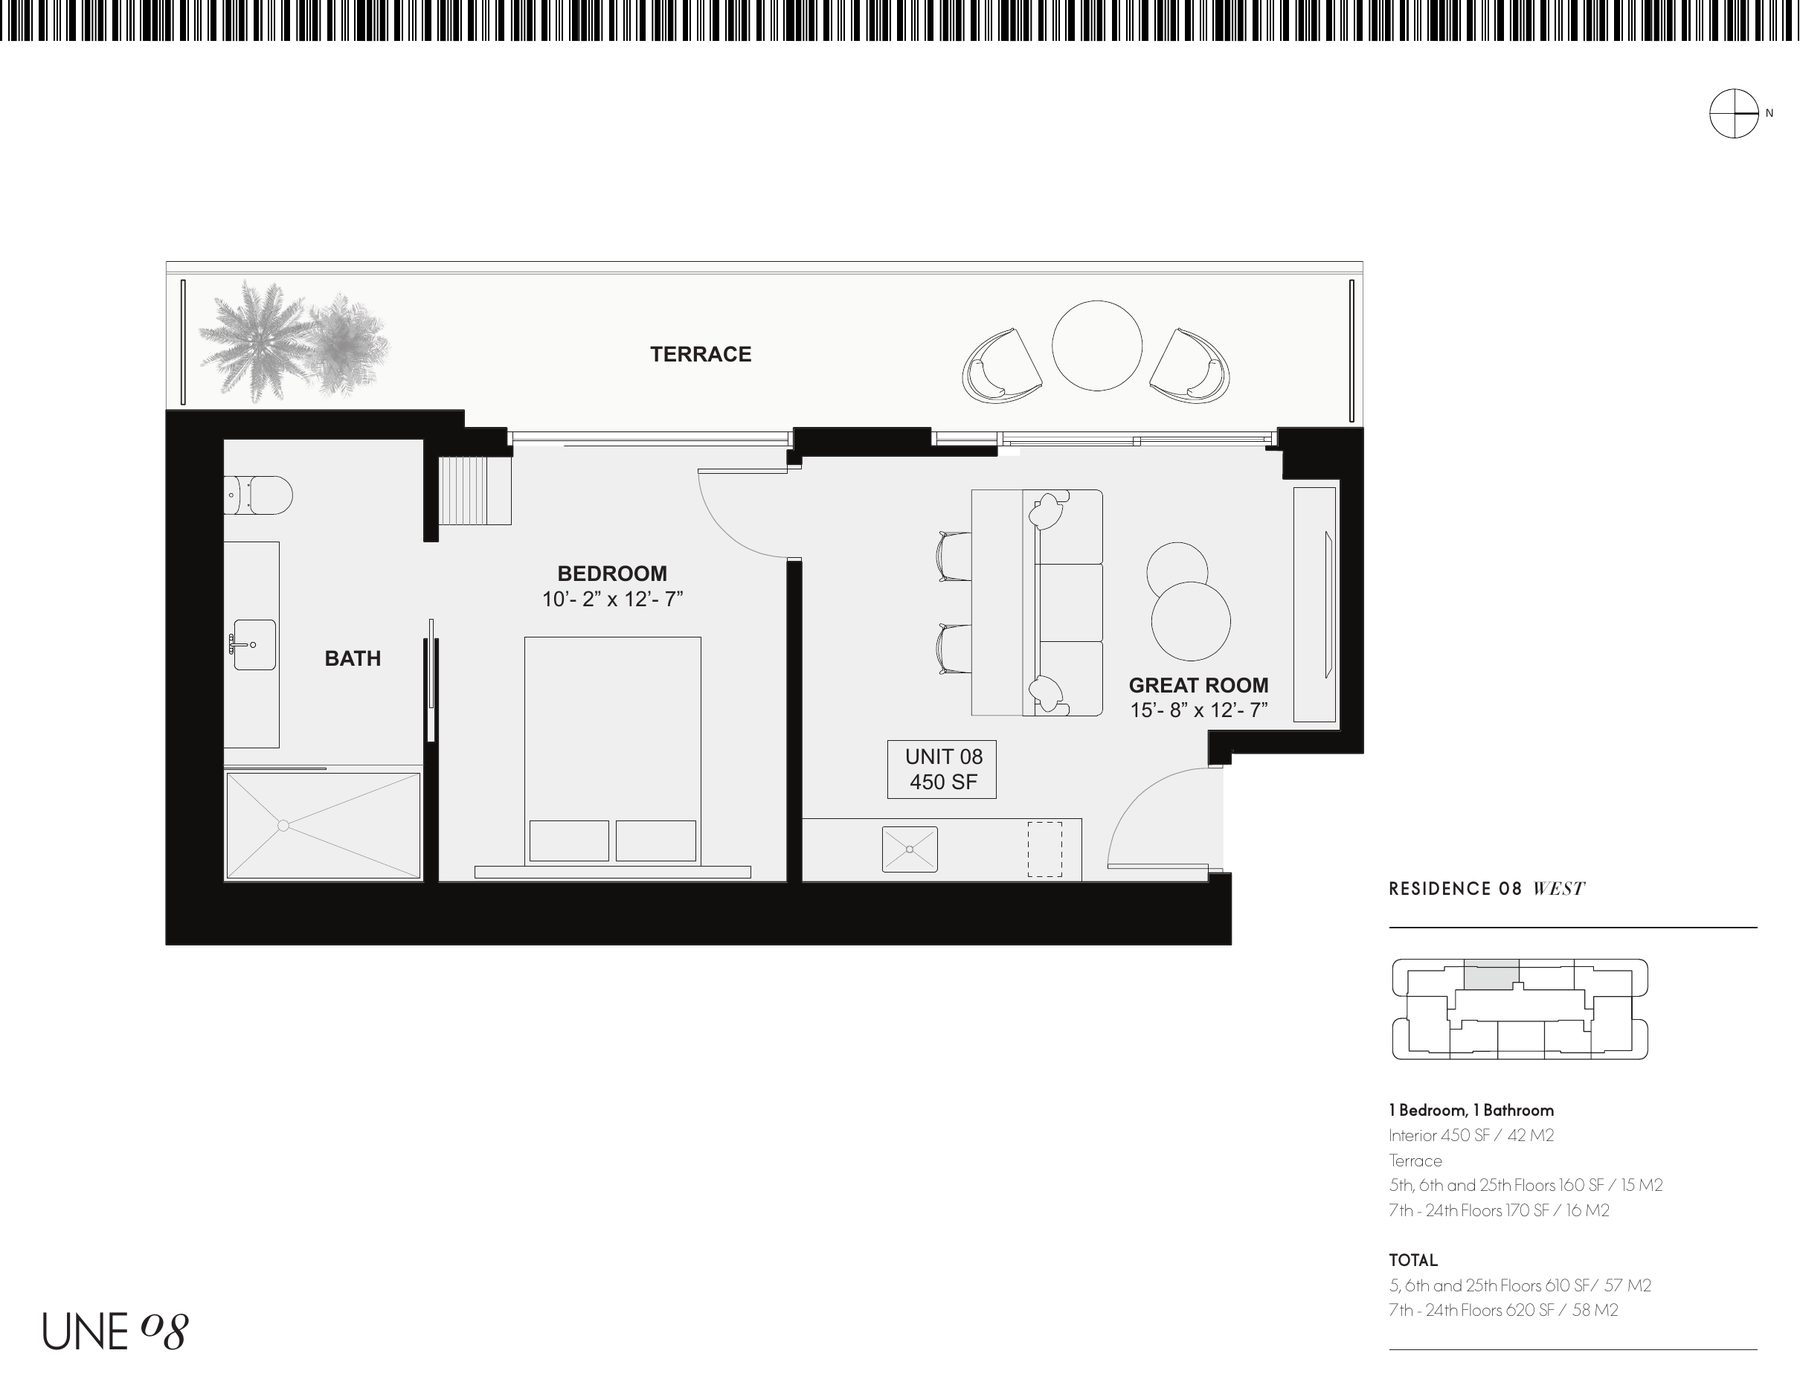 N
TERRACE
BEDROOM
10’- 2” x 12’- 7”
BATH
GREAT ROOM
15’- 8” x 12’- 7”
UNIT 08
450 SF
RESIDENCE 08 WEST
1 Bedroom, 1 Bathroom
Interior 450 SF / 42 M2
Terrace
5th, 6th and 25th Floors 160 SF / 15 M2
7th - 24th Floors 170 SF / 16 M2
TOTAL
5, 6th and 25th Floors 610 SF/ 57 M2
7th - 24th Floors 620 SF / 58 M2
UNE 08